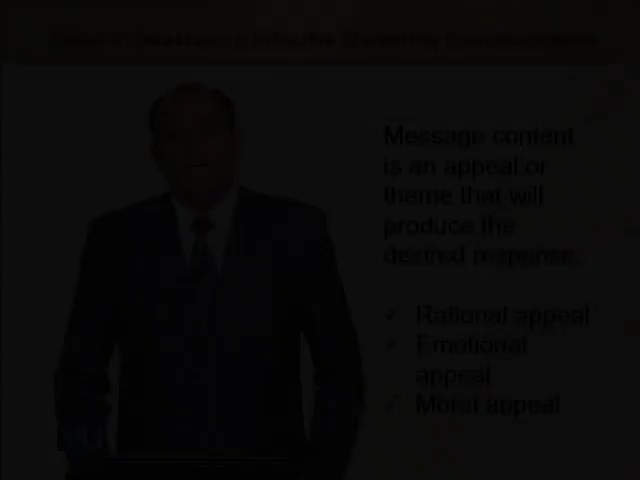 Message content
is an appeal or
theme that will
produce the
desired response.
✓ Rational appeal
✓ Emotional
appeal
✓ Moral appeal